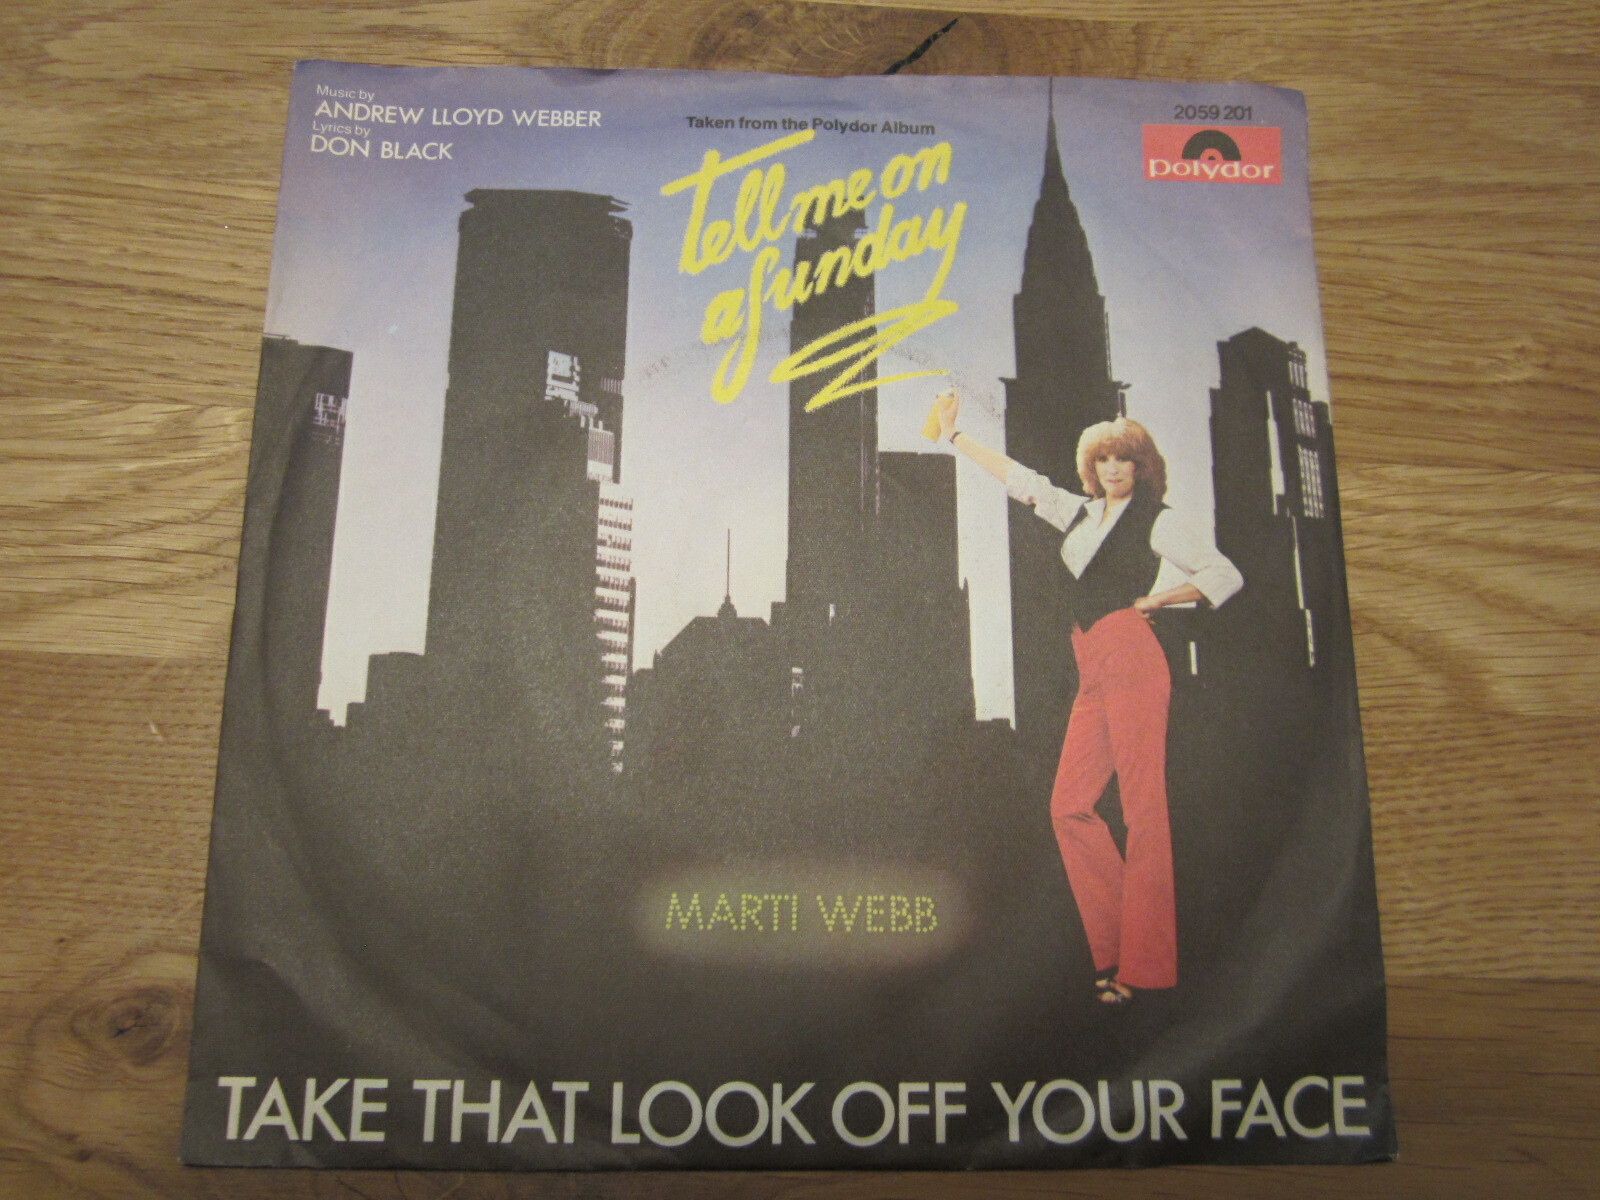 Music by
ANDREW LLOYD WEBBER
Lyrics by
DON BLACK
Taken from the Polydor Album
Tell me on
a Sunday
2059 201
polydor
MARTI WEBB
TAKE THAT LOOK OFF YOUR FACE